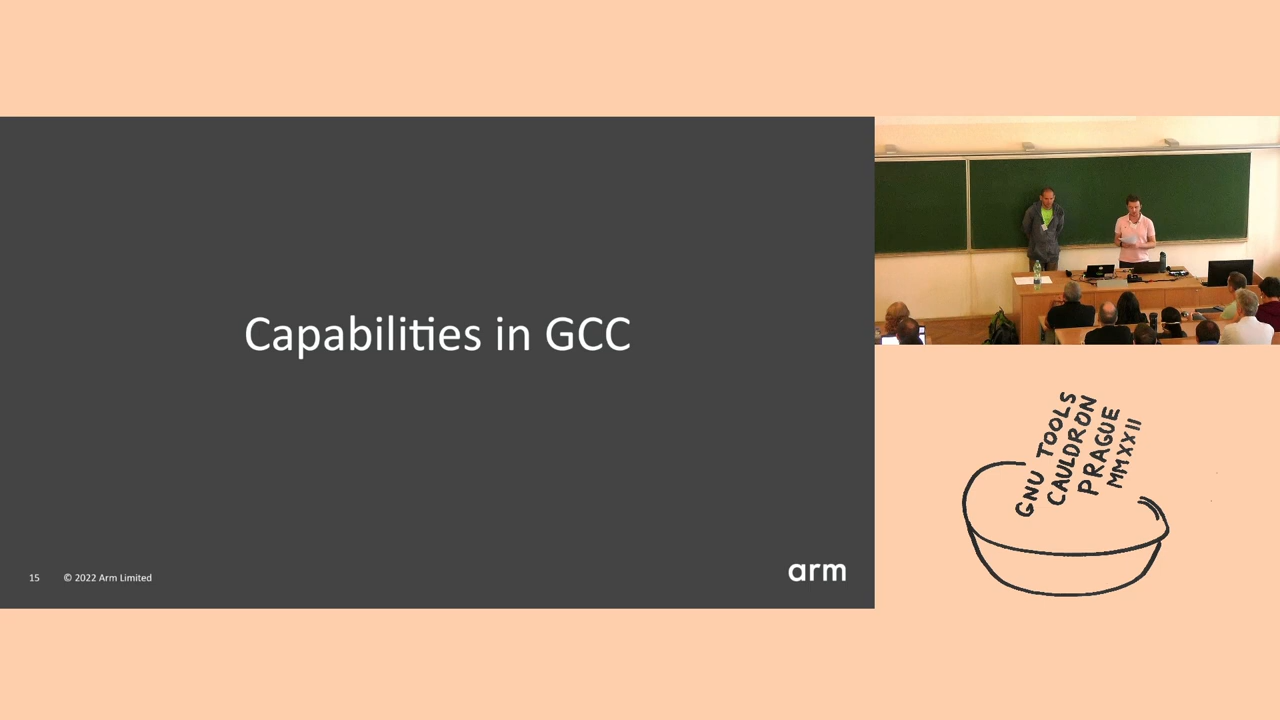 Capabilities in GCC
15 © 2022 Arm Limited
arm
GNU TOOLS
CAULDRON
PRAGUE
MMXXII